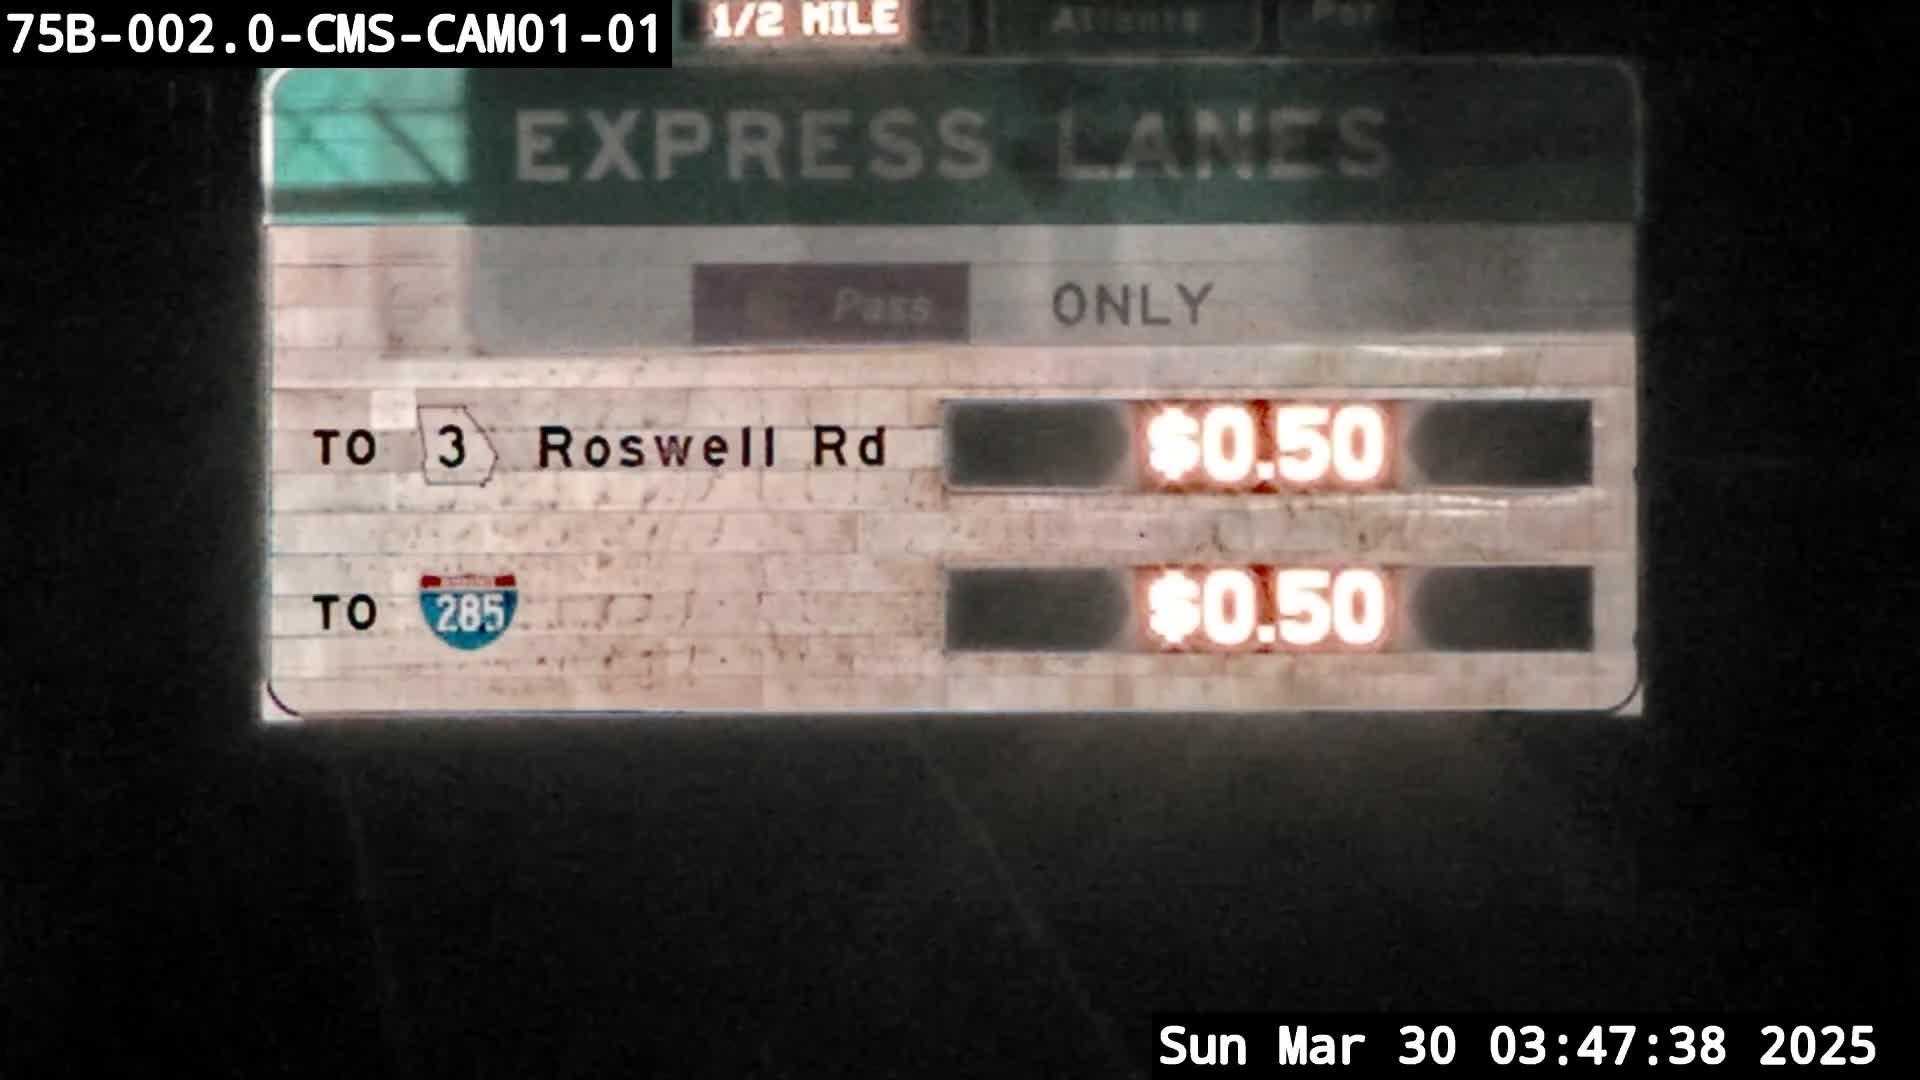 75B-002.0-CMS-CAM01-01
1/2 MILE
Atlanta
EXPRESS LANES
Pass ONLY
TO 3 Roswell Rd $0.50
TO 285 $0.50
Sun Mar 30 03:47:38 2025